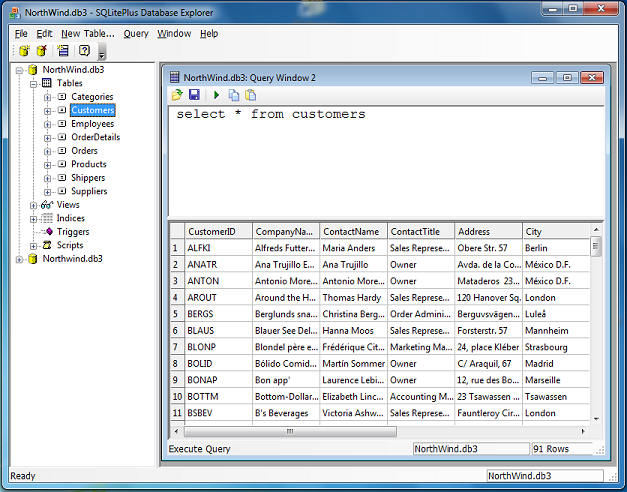 NorthWind.db3 - SQLitePlus Database Explorer
File Edit New Table... Query Window Help
NorthWind.db3
Tables
Categories
Customers
Employees
OrderDetails
Orders
Products
Shippers
Suppliers
Views
Indices
Triggers
Scripts
Northwind.db3
NorthWind.db3: Query Window 2
select * from customers
CustomerID CompanyNa... ContactName ContactTitle Address City
1 ALFKI Alfreds Futter... Maria Anders Sales Represe... Obere Str. 57 Berlin
2 ANATR Ana Trujillo E... Ana Trujillo Owner Avda. de la Co... México D.F.
3 ANTON Antonio More... Antonio More... Owner Mataderos 23... México D.F.
4 AROUT Around the H... Thomas Hardy Sales Represe... 120 Hanover Sq. London
5 BERGS Berglunds sna... Christina Berg... Order Admini... Berguvsvägen... Luleå
6 BLAUS Blauer See Del... Hanna Moos Sales Represe... Forsterstr. 57 Mannheim
7 BLONP Blondel père e... Frédérique Cit... Marketing Ma... 24, place Kléber Strasbourg
8 BOLID Bólido Comid... Martín Sommer Owner C/ Araquil, 67 Madrid
9 BONAP Bon app' Laurence Lebi... Owner 12, rue des Bo... Marseille
10 BOTTM Bottom-Dollar... Elizabeth Linc... Accounting M... 23 Tsawassen ... Tsawassen
11 BSBEV B's Beverages Victoria Ashw... Sales Represe... Fauntleroy Cir... London
Execute Query NorthWind.db3 91 Rows
Ready NorthWind.db3